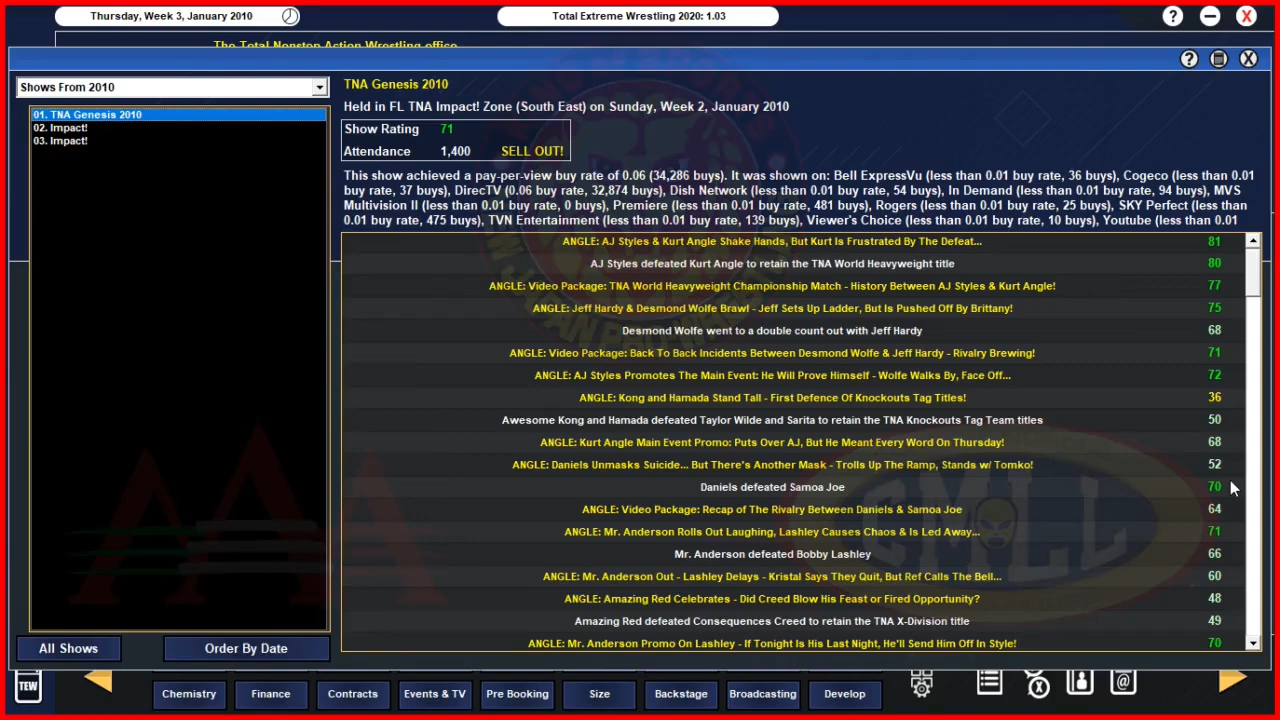 Thursday, Week 3, January 2010
Total Extreme Wrestling 2020: 1.03
?
X
The Total Nonstop Action Wrestling office
?
X
Shows From 2010
01. TNA Genesis 2010
02. Impact!
03. Impact!
TNA Genesis 2010
Held in FL TNA Impact! Zone (South East) on Sunday, Week 2, January 2010
Show Rating 71
Attendance 1,400 SELL OUT!
This show achieved a pay-per-view buy rate of 0.06 (34,286 buys). It was shown on: Bell ExpressVu (less than 0.01 buy rate, 36 buys), Cogeco (less than 0.01
buy rate, 37 buys), DirecTV (0.06 buy rate, 32,874 buys), Dish Network (less than 0.01 buy rate, 54 buys), In Demand (less than 0.01 buy rate, 94 buys), MVS
Multivision II (less than 0.01 buy rate, 0 buys), Premiere (less than 0.01 buy rate, 481 buys), Rogers (less than 0.01 buy rate, 25 buys), SKY Perfect (less than
0.01 buy rate, 475 buys), TVN Entertainment (less than 0.01 buy rate, 139 buys), Viewer's Choice (less than 0.01 buy rate, 10 buys), Youtube (less than 0.01
ANGLE: AJ Styles & Kurt Angle Shake Hands, But Kurt Is Frustrated By The Defeat... 81
AJ Styles defeated Kurt Angle to retain the TNA World Heavyweight title 80
ANGLE: Video Package: TNA World Heavyweight Championship Match - History Between AJ Styles & Kurt Angle! 77
ANGLE: Jeff Hardy & Desmond Wolfe Brawl - Jeff Sets Up Ladder, But Is Pushed Off By Brittany! 75
Desmond Wolfe went to a double count out with Jeff Hardy 68
ANGLE: Video Package: Back To Back Incidents Between Desmond Wolfe & Jeff Hardy - Rivalry Brewing! 71
ANGLE: AJ Styles Promotes The Main Event: He Will Prove Himself - Wolfe Walks By, Face Off... 72
ANGLE: Kong and Hamada Stand Tall - First Defence Of Knockouts Tag Titles! 36
Awesome Kong and Hamada defeated Taylor Wilde and Sarita to retain the TNA Knockouts Tag Team titles 50
ANGLE: Kurt Angle Main Event Promo: Puts Over AJ, But He Meant Every Word On Thursday! 68
ANGLE: Daniels Unmasks Suicide... But There's Another Mask - Trolls Up The Ramp, Stands w/ Tomko! 52
Daniels defeated Samoa Joe 70
ANGLE: Video Package: Recap of The Rivalry Between Daniels & Samoa Joe 64
ANGLE: Mr. Anderson Rolls Out Laughing, Lashley Causes Chaos & Is Led Away... 71
Mr. Anderson defeated Bobby Lashley 66
ANGLE: Mr. Anderson Out - Lashley Delays - Kristal Says They Quit, But Ref Calls The Bell... 60
ANGLE: Amazing Red Celebrates - Did Creed Blow His Feast or Fired Opportunity? 48
Amazing Red defeated Consequences Creed to retain the TNA X-Division title 49
ANGLE: Mr. Anderson Promo On Lashley - If Tonight Is His Last Night, He'll Send Him Off In Style! 70
All Shows
Order By Date
TEW
Chemistry
Finance
Contracts
Events & TV
Pre Booking
Size
Backstage
Broadcasting
Develop
CMLL